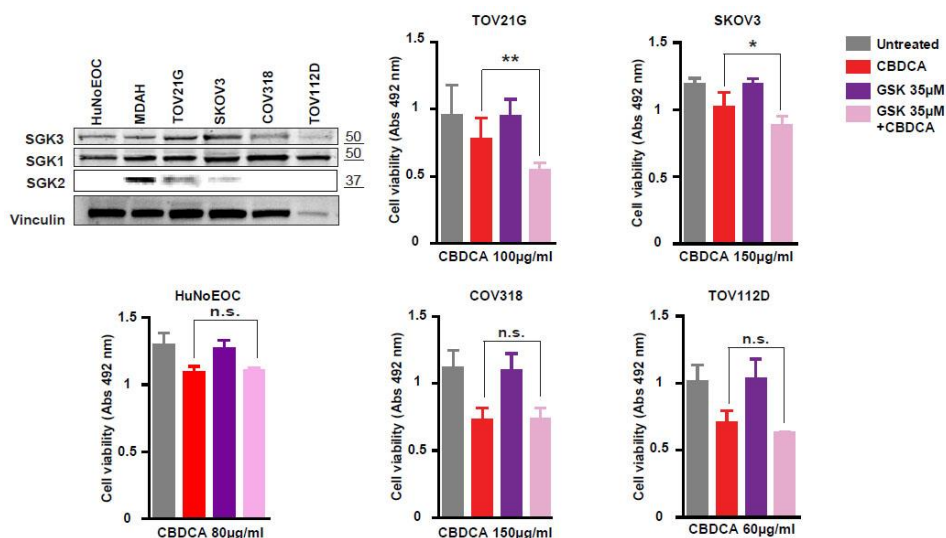 HuNoEOC
MDAH
TOV21G
SKOV3
COV318
TOV112D
SGK3
50
SGK1
50
SGK2
37
Vinculin
TOV21G
Cell viability (Abs 492 nm)
1.5
1
0.5
0
**
CBDCA 100µg/ml
SKOV3
Cell viability (Abs 492 nm)
1.5
1
0.5
0
*
CBDCA 150µg/ml
Untreated
CBDCA
GSK 35µM
GSK 35µM
+CBDCA
HuNoEOC
Cell viability (Abs 492 nm)
1.5
1
0.5
0
n.s.
CBDCA 80µg/ml
COV318
Cell viability (Abs 492 nm)
1.5
1
0.5
0
n.s.
CBDCA 150µg/ml
TOV112D
Cell viability (Abs 492 nm)
1.5
1
0.5
0
n.s.
CBDCA 60µg/ml